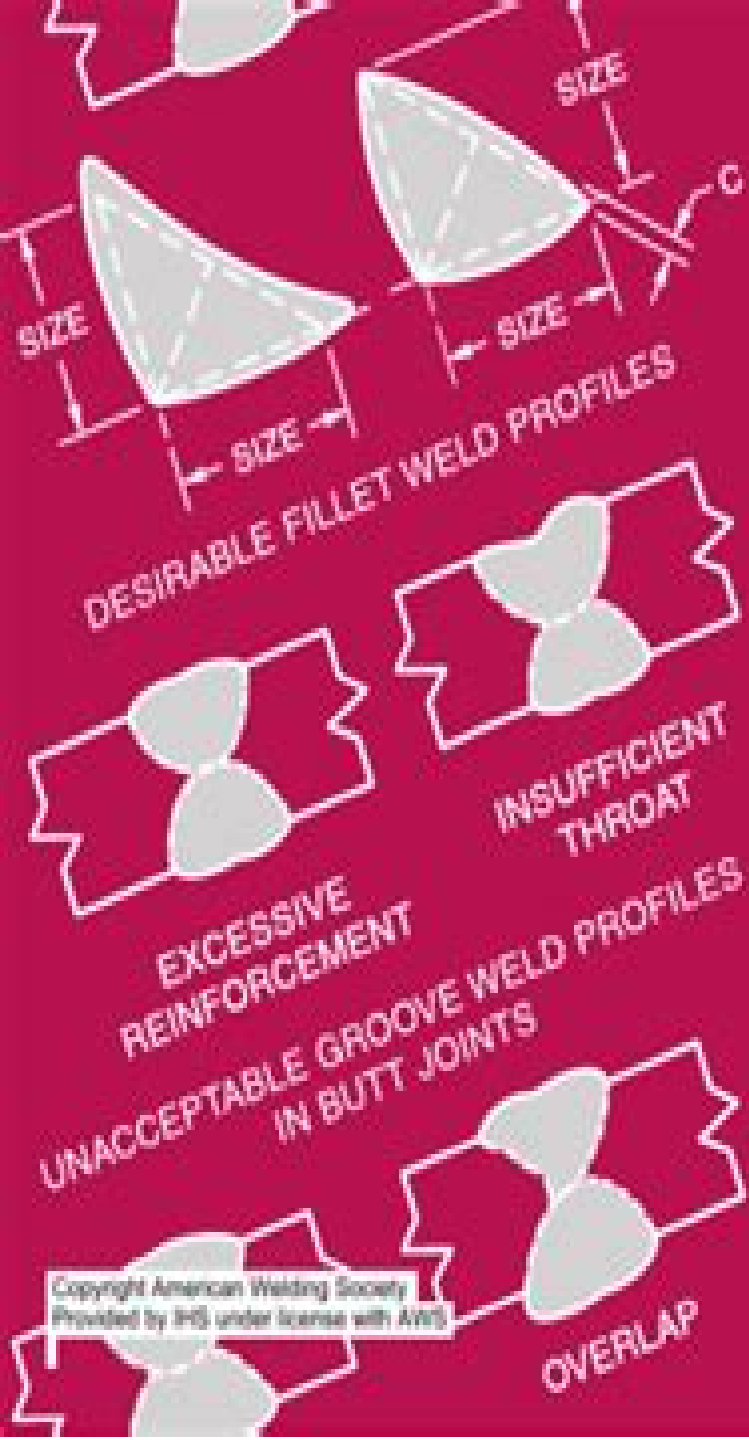 SIZE
C
SIZE
SIZE
SIZE
DESIRABLE FILLET WELD PROFILES
INSUFFICIENT
THROAT
EXCESSIVE
REINFORCEMENT
UNACCEPTABLE GROOVE WELD PROFILES
IN BUTT JOINTS
Copyright American Welding Society
Provided by IHS under license with AWS
OVERLAP